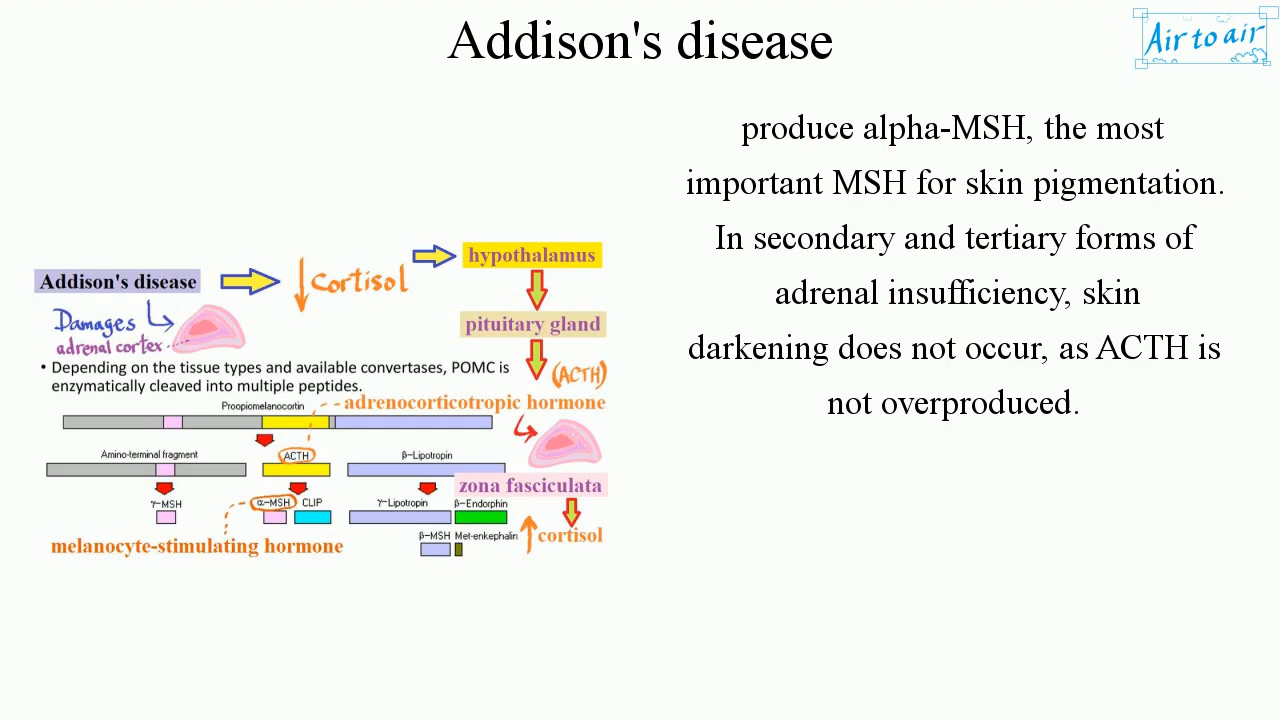 Addison's disease
Air to air
produce alpha-MSH, the most
important MSH for skin pigmentation.
In secondary and tertiary forms of
adrenal insufficiency, skin
darkening does not occur, as ACTH is
not overproduced.
Addison's disease
Cortisol
hypothalamus
Damages
adrenal cortex
pituitary gland
(ACTH)
• Depending on the tissue types and available convertases, POMC is
enzymatically cleaved into multiple peptides.
Proopiomelanocortin
adrenocorticotropic hormone
Amino-terminal fragment
ACTH
β-Lipotropin
zona fasciculata
γ-MSH
α-MSH
CLIP
γ-Lipotropin
β-Endorphin
β-MSH
Met-enkephalin
cortisol
melanocyte-stimulating hormone